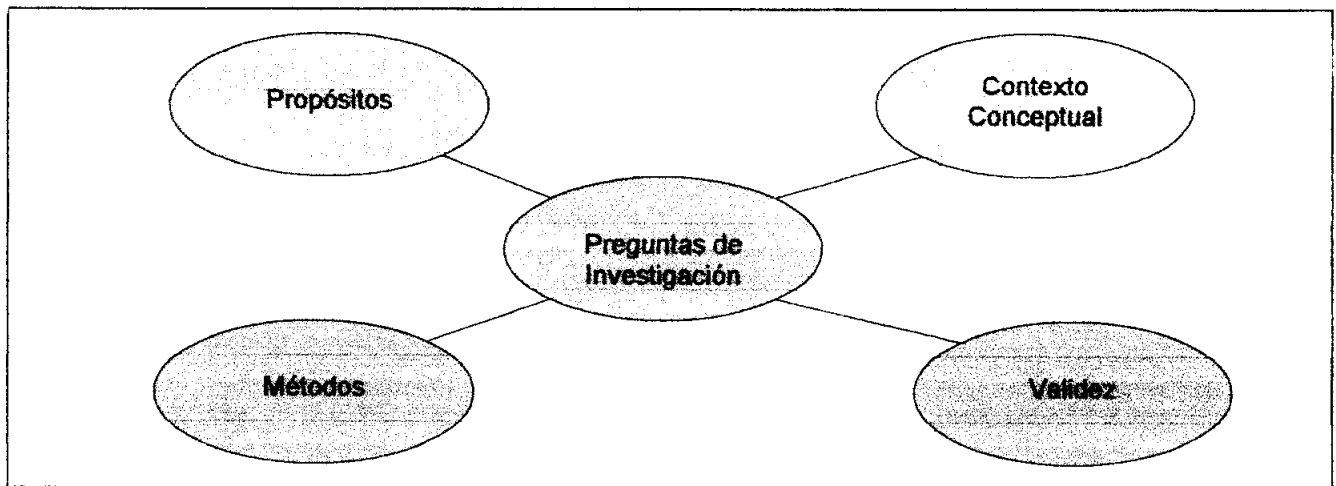 Propósitos
Contexto
Conceptual
Preguntas de
Investigación
Métodos
Validez